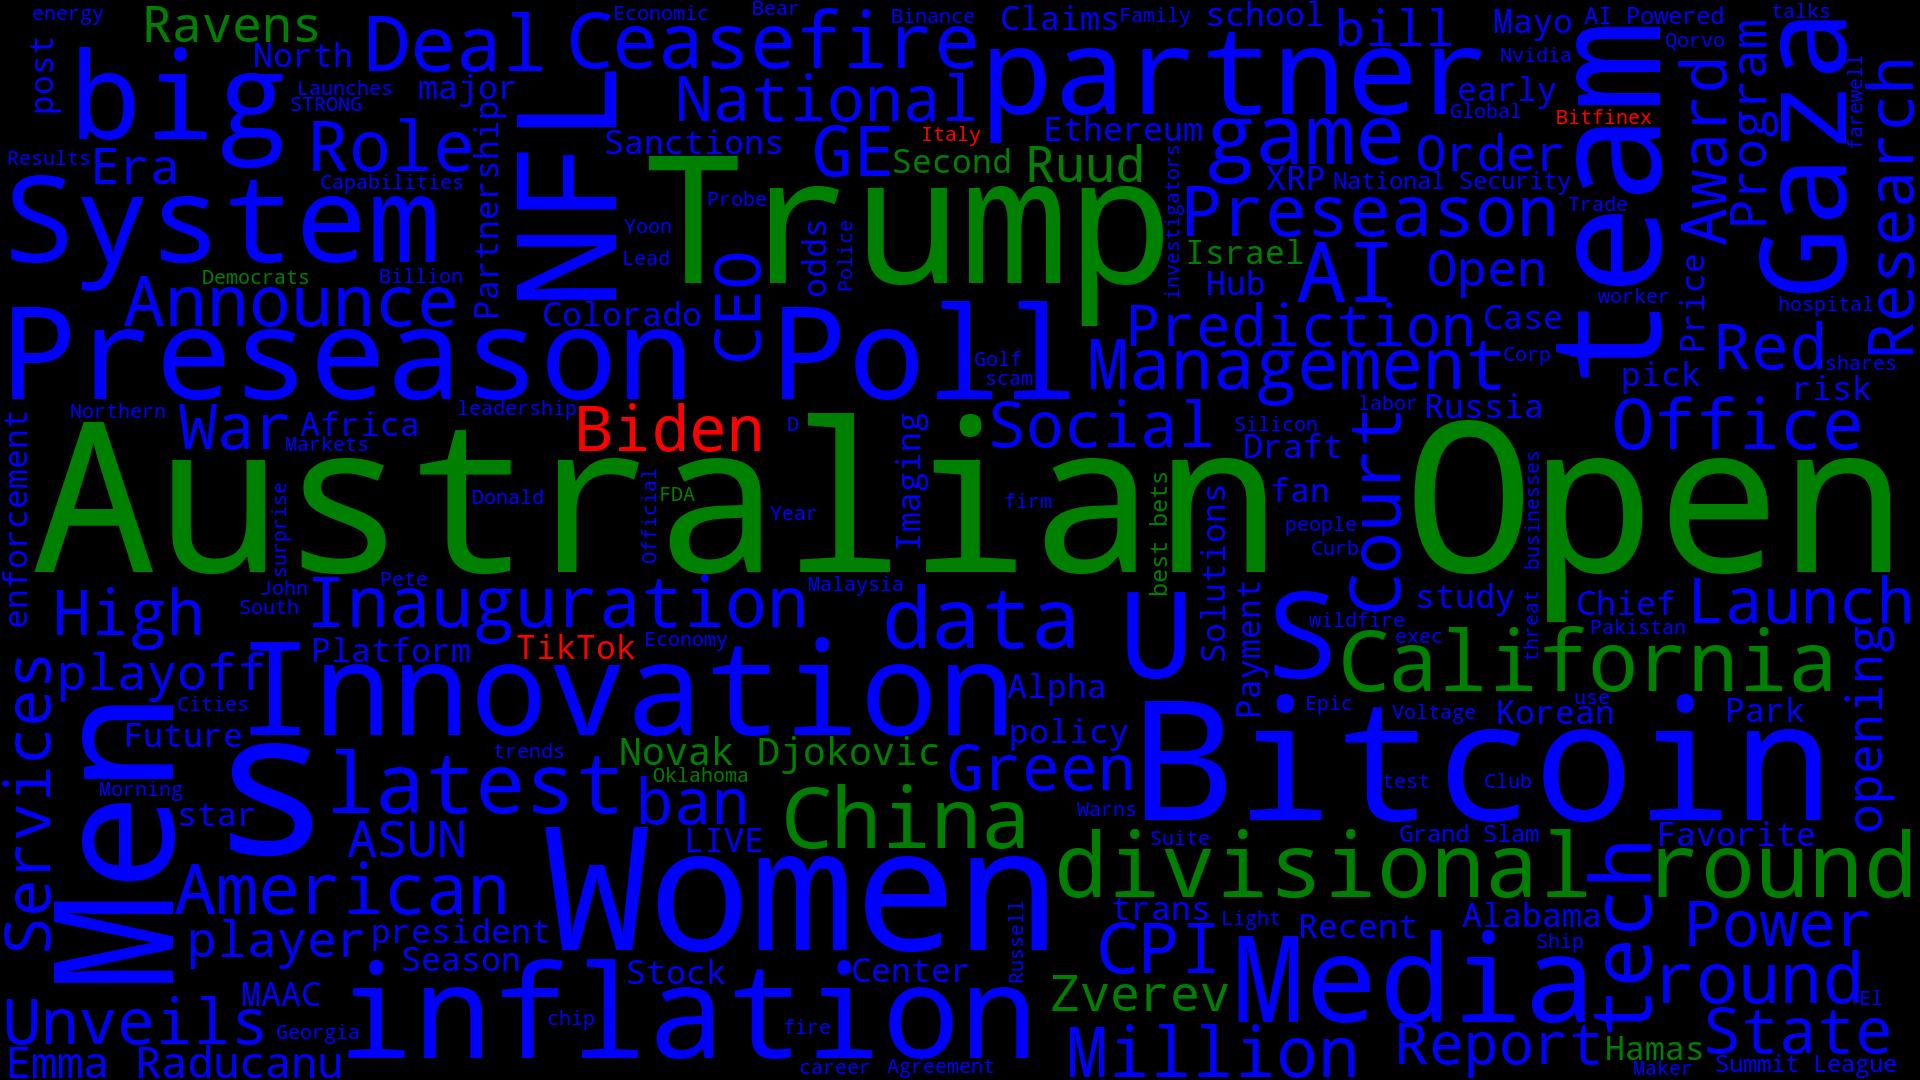 energy
Ravens
Deal
Ceasefire
Economic
Bear
Binance
Claims
Family
school
bill
Mayo
AI Powered
talks
post
big
North
Launches
STRONG
major
NFL
National
partner
early
Nvidia
Qorvo
team
Award
Program
Gaza
farewell
Research
Global
Bitfinex
Results
Era
Role
Partnership
Sanctions
GE
Italy
Second
Ethereum
Ruud
game
Order
System
Capabilities
Trump
Probe
investigators
XRP
National Security
Preseason
Trade
Yoon
Lead
odds
Police
Israel
Hub
AI
Open
worker
Price
hospital
Democrats
Billion
Announce
CEO
Colorado
Prediction
Case
Red
shares
Preseason
Poll
Golf
scam
Management
Corp
pick
risk
Northern
War
Africa
Markets
leadership
Biden
D
Social
Silicon
Draft
labor
Russia
Office
enforcement
Australian Open
surprise
Donald
Official
FDA
Year
Imaging
firm
best bets
fan
people
Curb
court
businesses
Solutions
High
John
South
Pete
Inauguration
Malaysia
data
U S
Payment
wildfire
study
exec
threat
Chief
Pakistan
Launch
playoff
Platform
TikTok
Economy
California
opening
Services
Men
Cities
Future
Innovation
Alpha
policy
Epic
Voltage
use
Korean
Park
s
trends
Novak Djokovic
Oklahoma
Green
Bitcoin
test
Club
Morning
star
latest
ban
China
Warns
ASUN
LIVE
Suite
Grand Slam
Favorite
Women
divisional round
American
tech
player
president
Season
Russell
trans
Light
CPI
Recent
Alabama
Ship
Power
Stock
Center
MAAC
inflation
Zverev
Media
round
El
Unveils
Georgia
chip
fire
Million
Report
Hamas
State
Emma Raducanu
career
Agreement
Maker
Summit League